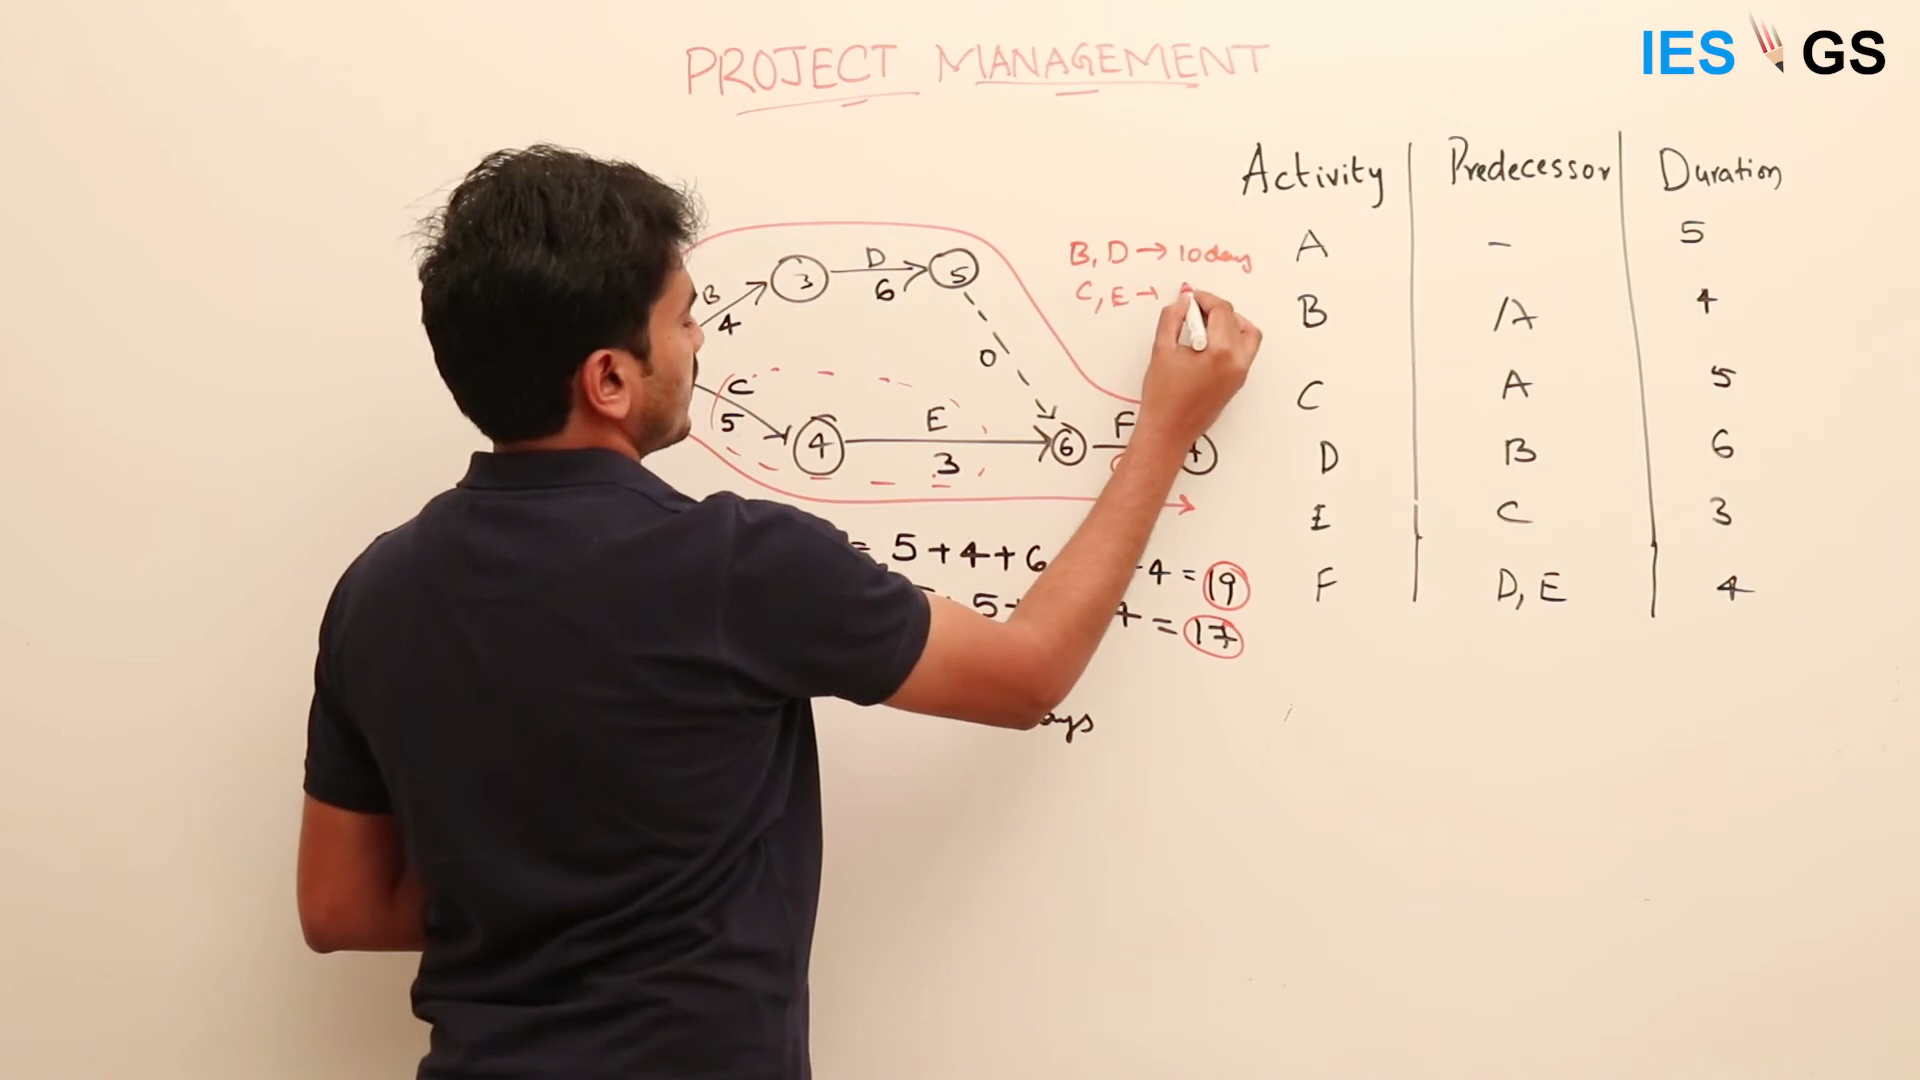 IES GS
PROJECT MANAGEMENT
Activity Predecessor Duration
A - 5
B A 4
C A 5
D B 6
E C 3
F D, E 4
B, D → 10 days
C, E →
B 4
3
D 6
5
0
C 5
4
E 3
6
F
= 5+4+6 4 = 19
5+ = 17